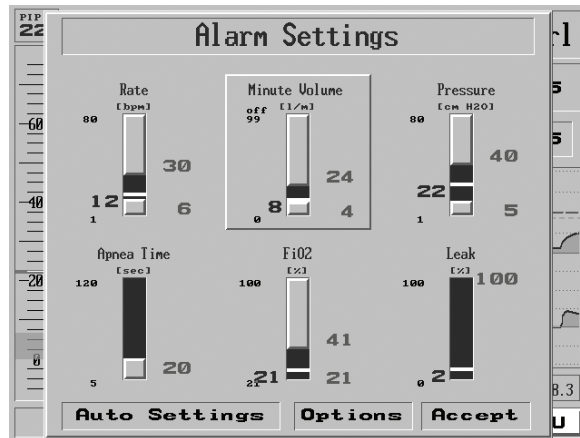 PIP
22
Alarm Settings
rl
Rate
[bpm]
80
30
12
6
1
Minute Volume
[l/m]
off
99
24
8
4
0
Pressure
[cm H2O]
80
40
22
5
1
5
5
-60
-40
-20
0
Apnea Time
[sec]
120
20
5
FiO2
[%]
100
41
21
21
21
Leak
[%]
100
100
2
0
8.3
Auto Settings
Options
Accept
U